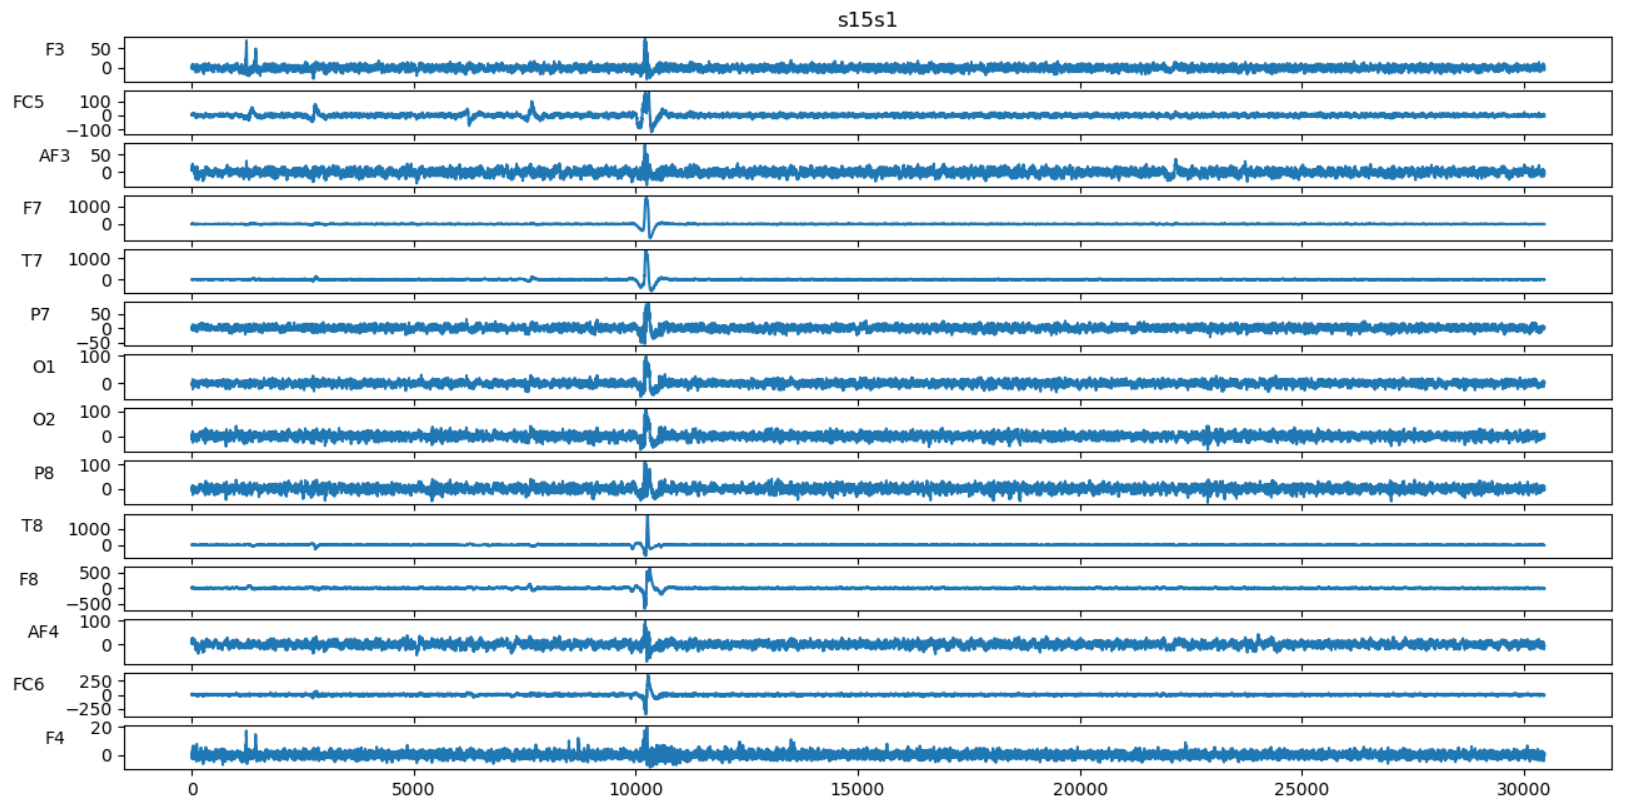 s15s1
F3 50 0
FC5 100 0 −100
AF3 50 0
F7 1000 0
T7 1000 0
P7 50 0 −50
O1 100 0
O2 100 0
P8 100 0
T8 1000 0
F8 500 0 −500
AF4 100 0
FC6 250 0 −250
F4 20 0
0 5000 10000 15000 20000 25000 30000